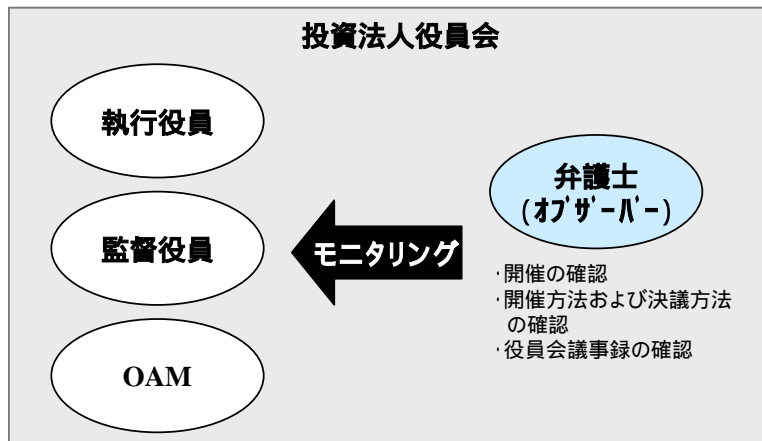 投資法人役員会
執行役員
監督役員
OAM
モニタリング
弁護士
(ｵﾌﾞｻﾞｰﾊﾞｰ)
･開催の確認
･開催方法および決議方法
の確認
･役員会議事録の確認